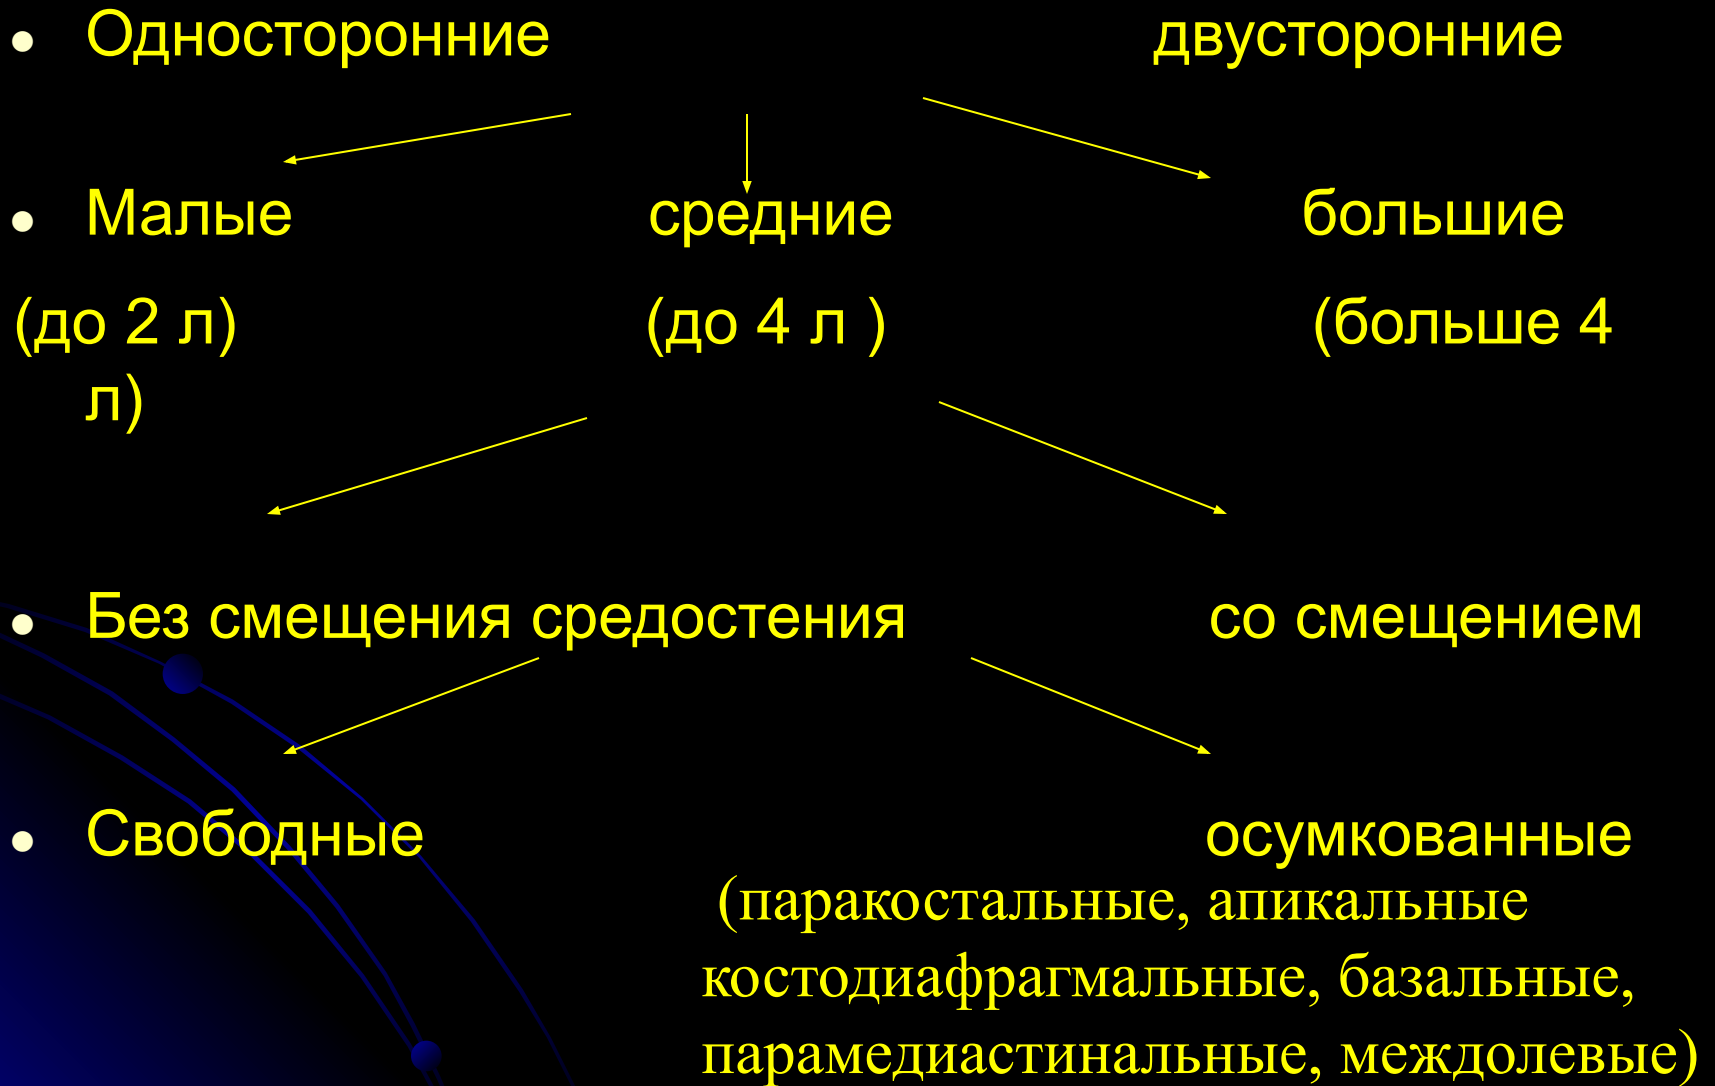 Односторонние двусторонние
Малые средние большие
(до 2 л) (до 4 л ) (больше 4
л)
Без смещения средостения со смещением
Свободные осумкованные
(паракостальные, апикальные
костодиафрагмальные, базальные,
парамедиастинальные, междолевые)